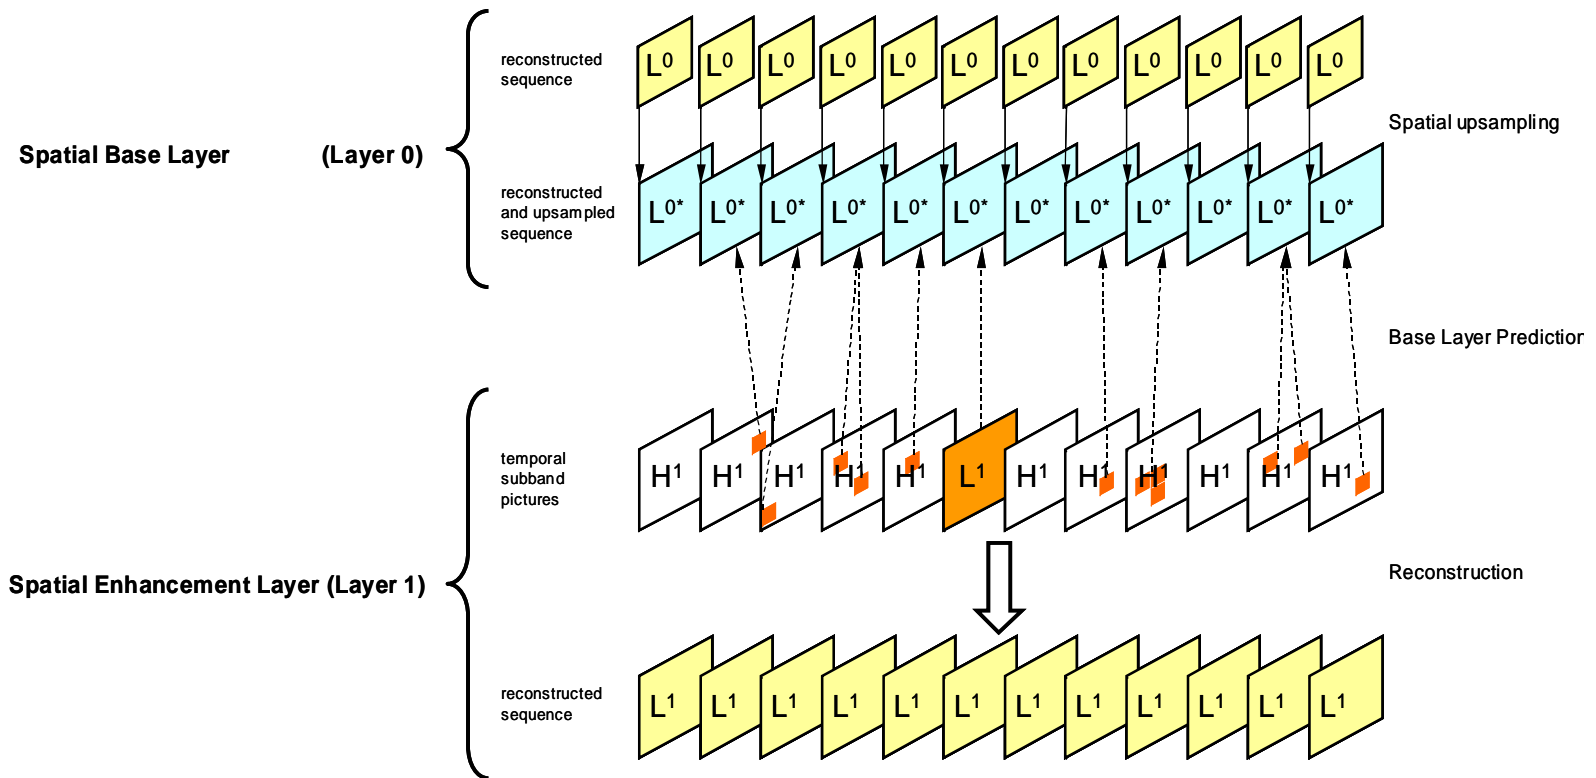 reconstructed
sequence
L⁰ L⁰ L⁰ L⁰ L⁰ L⁰ L⁰ L⁰ L⁰ L⁰ L⁰ L⁰
Spatial upsampling
Spatial Base Layer (Layer 0)
reconstructed
and upsampled
sequence
L⁰* L⁰* L⁰* L⁰* L⁰* L⁰* L⁰* L⁰* L⁰* L⁰* L⁰* L⁰*
Base Layer Prediction
temporal
subband
pictures
H¹ H¹ H¹ H¹ H¹ L¹ H¹ H¹ H¹ H¹ H¹ H¹
Spatial Enhancement Layer (Layer 1)
Reconstruction
reconstructed
sequence
L¹ L¹ L¹ L¹ L¹ L¹ L¹ L¹ L¹ L¹ L¹ L¹